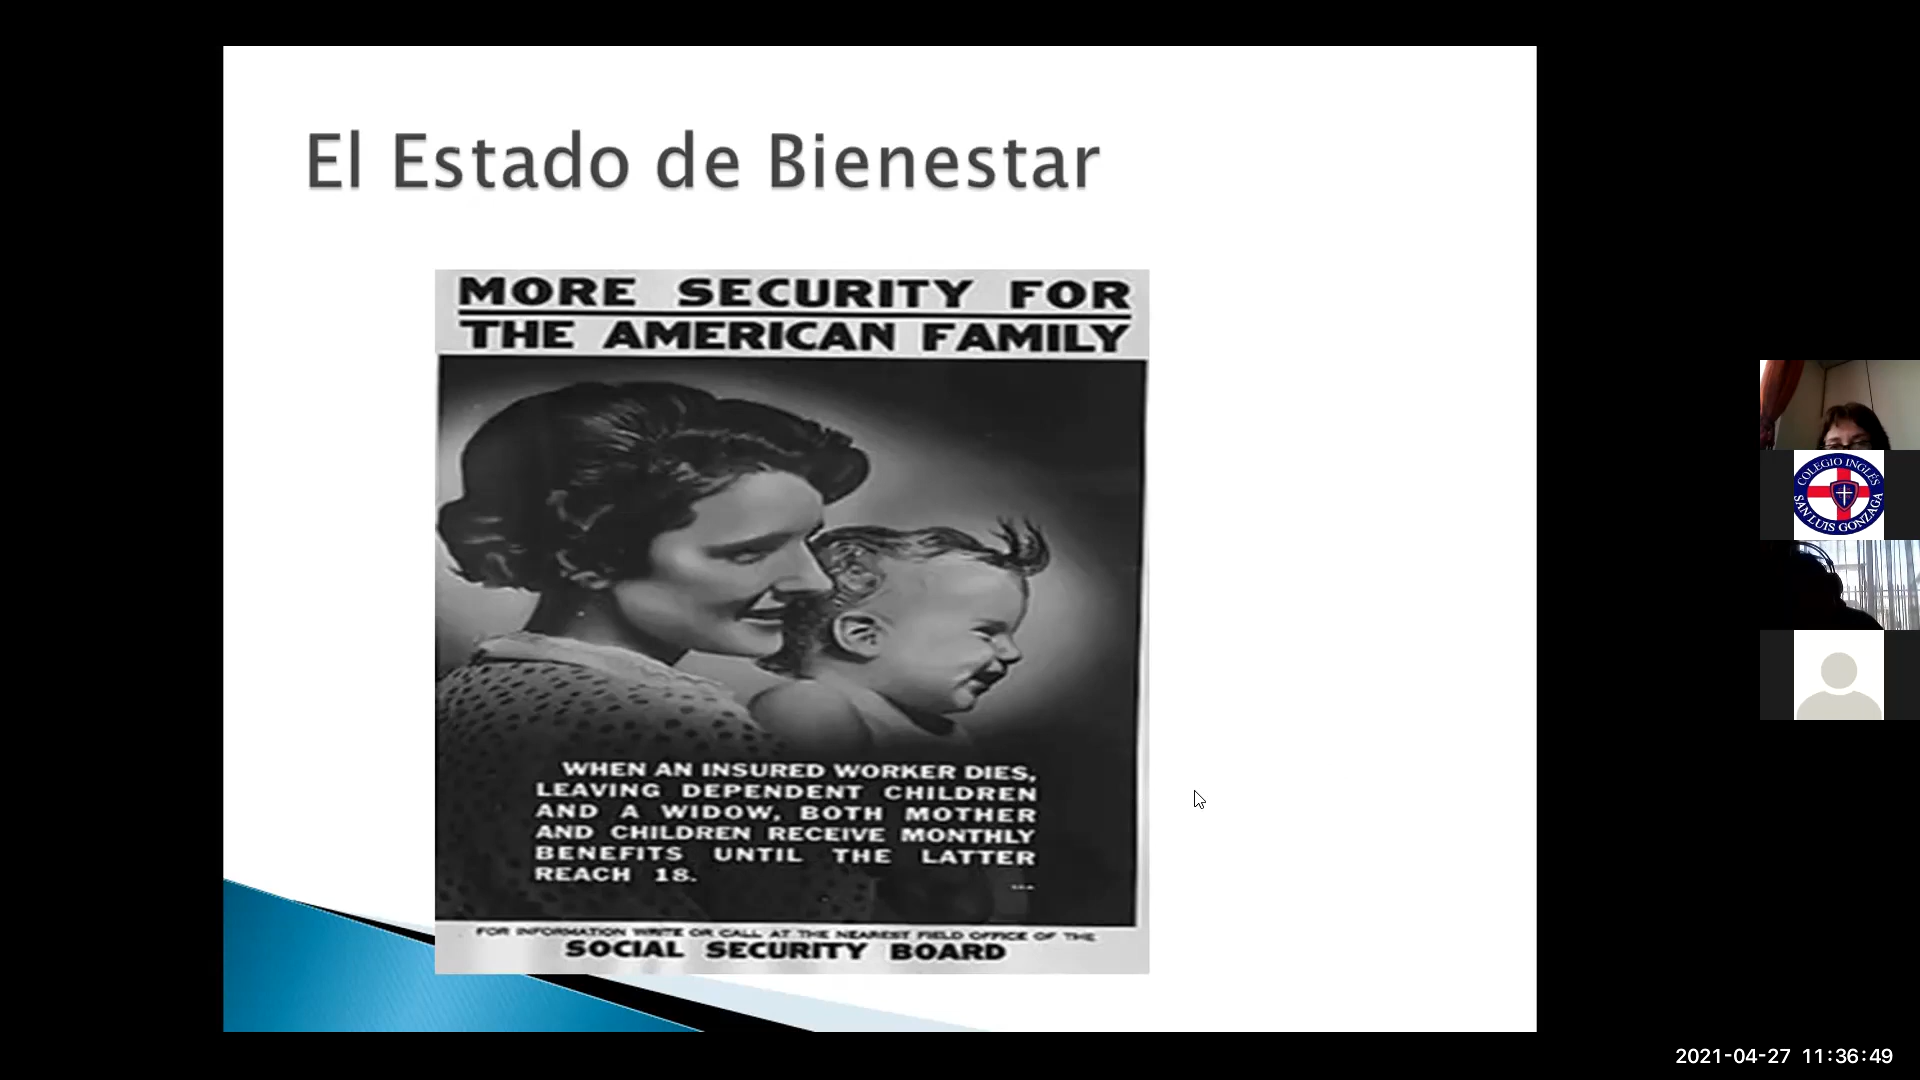 El Estado de Bienestar
MORE SECURITY FOR
THE AMERICAN FAMILY
WHEN AN INSURED WORKER DIES,
LEAVING DEPENDENT CHILDREN
AND A WIDOW, BOTH MOTHER
AND CHILDREN RECEIVE MONTHLY
BENEFITS UNTIL THE LATTER
REACH 18.
FOR INFORMATION WRITE OR CALL AT THE NEAREST FIELD OFFICE OF THE
SOCIAL SECURITY BOARD
COLEGIO INGLÉS
SAN LUIS GONZAGA
2021-04-27 11:36:49